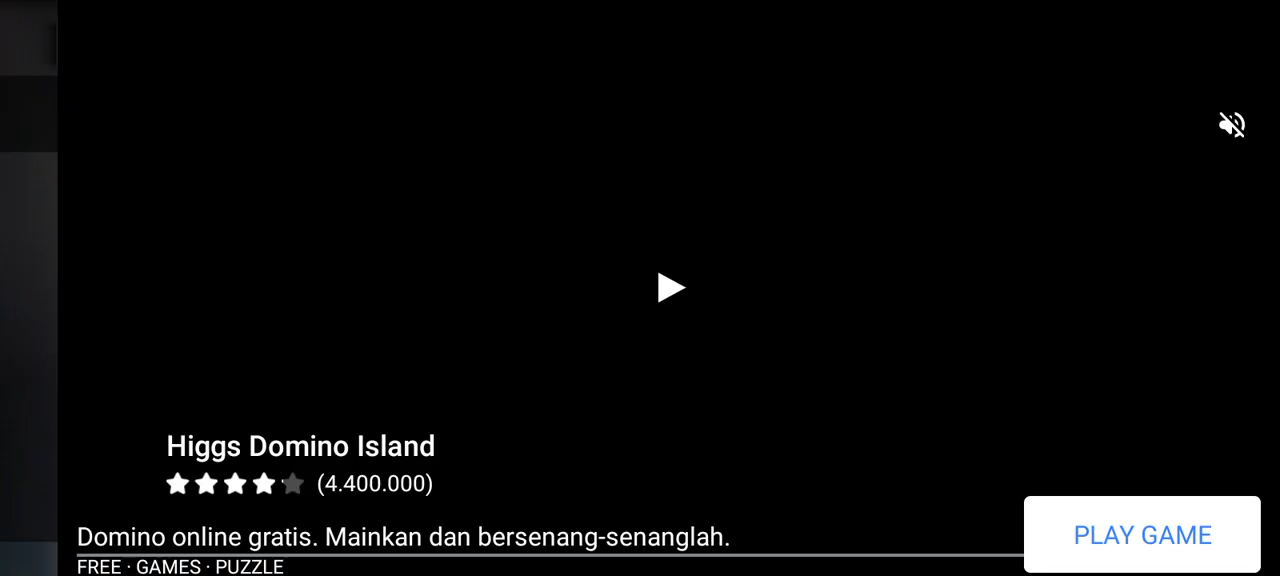 Higgs Domino Island
(4.400.000)
Domino online gratis. Mainkan dan bersenang-senanglah.
PLAY GAME
FREE · GAMES · PUZZLE